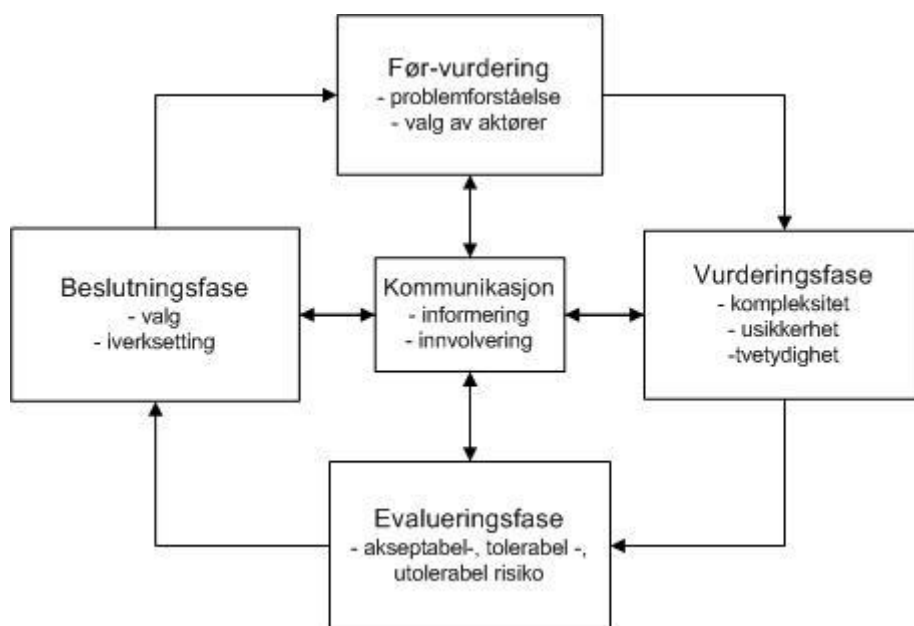 Før-vurdering
- problemforståelse
- valg av aktører
Beslutningsfase
- valg
- iverksetting
Kommunikasjon
- informering
- innvolvering
Vurderingsfase
- kompleksitet
- usikkerhet
-tvetydighet
Evalueringsfase
- akseptabel-, tolerabel -,
utolerabel risiko